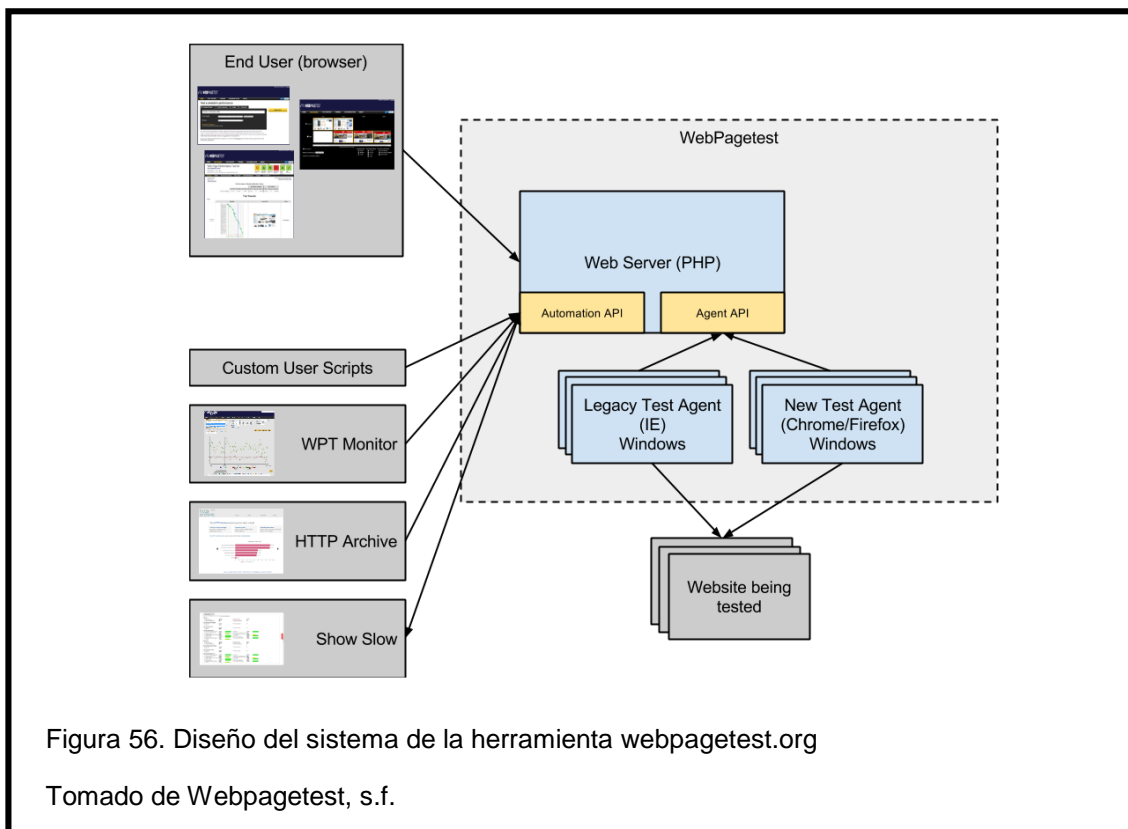 End User (browser)
WebPagetest
Web Server (PHP)
Automation API
Agent API
Custom User Scripts
WPT Monitor
HTTP Archive
Show Slow
Legacy Test Agent
(IE)
Windows
New Test Agent
(Chrome/Firefox)
Windows
Website being
tested
Figura 56. Diseño del sistema de la herramienta webpagetest.org
Tomado de Webpagetest, s.f.